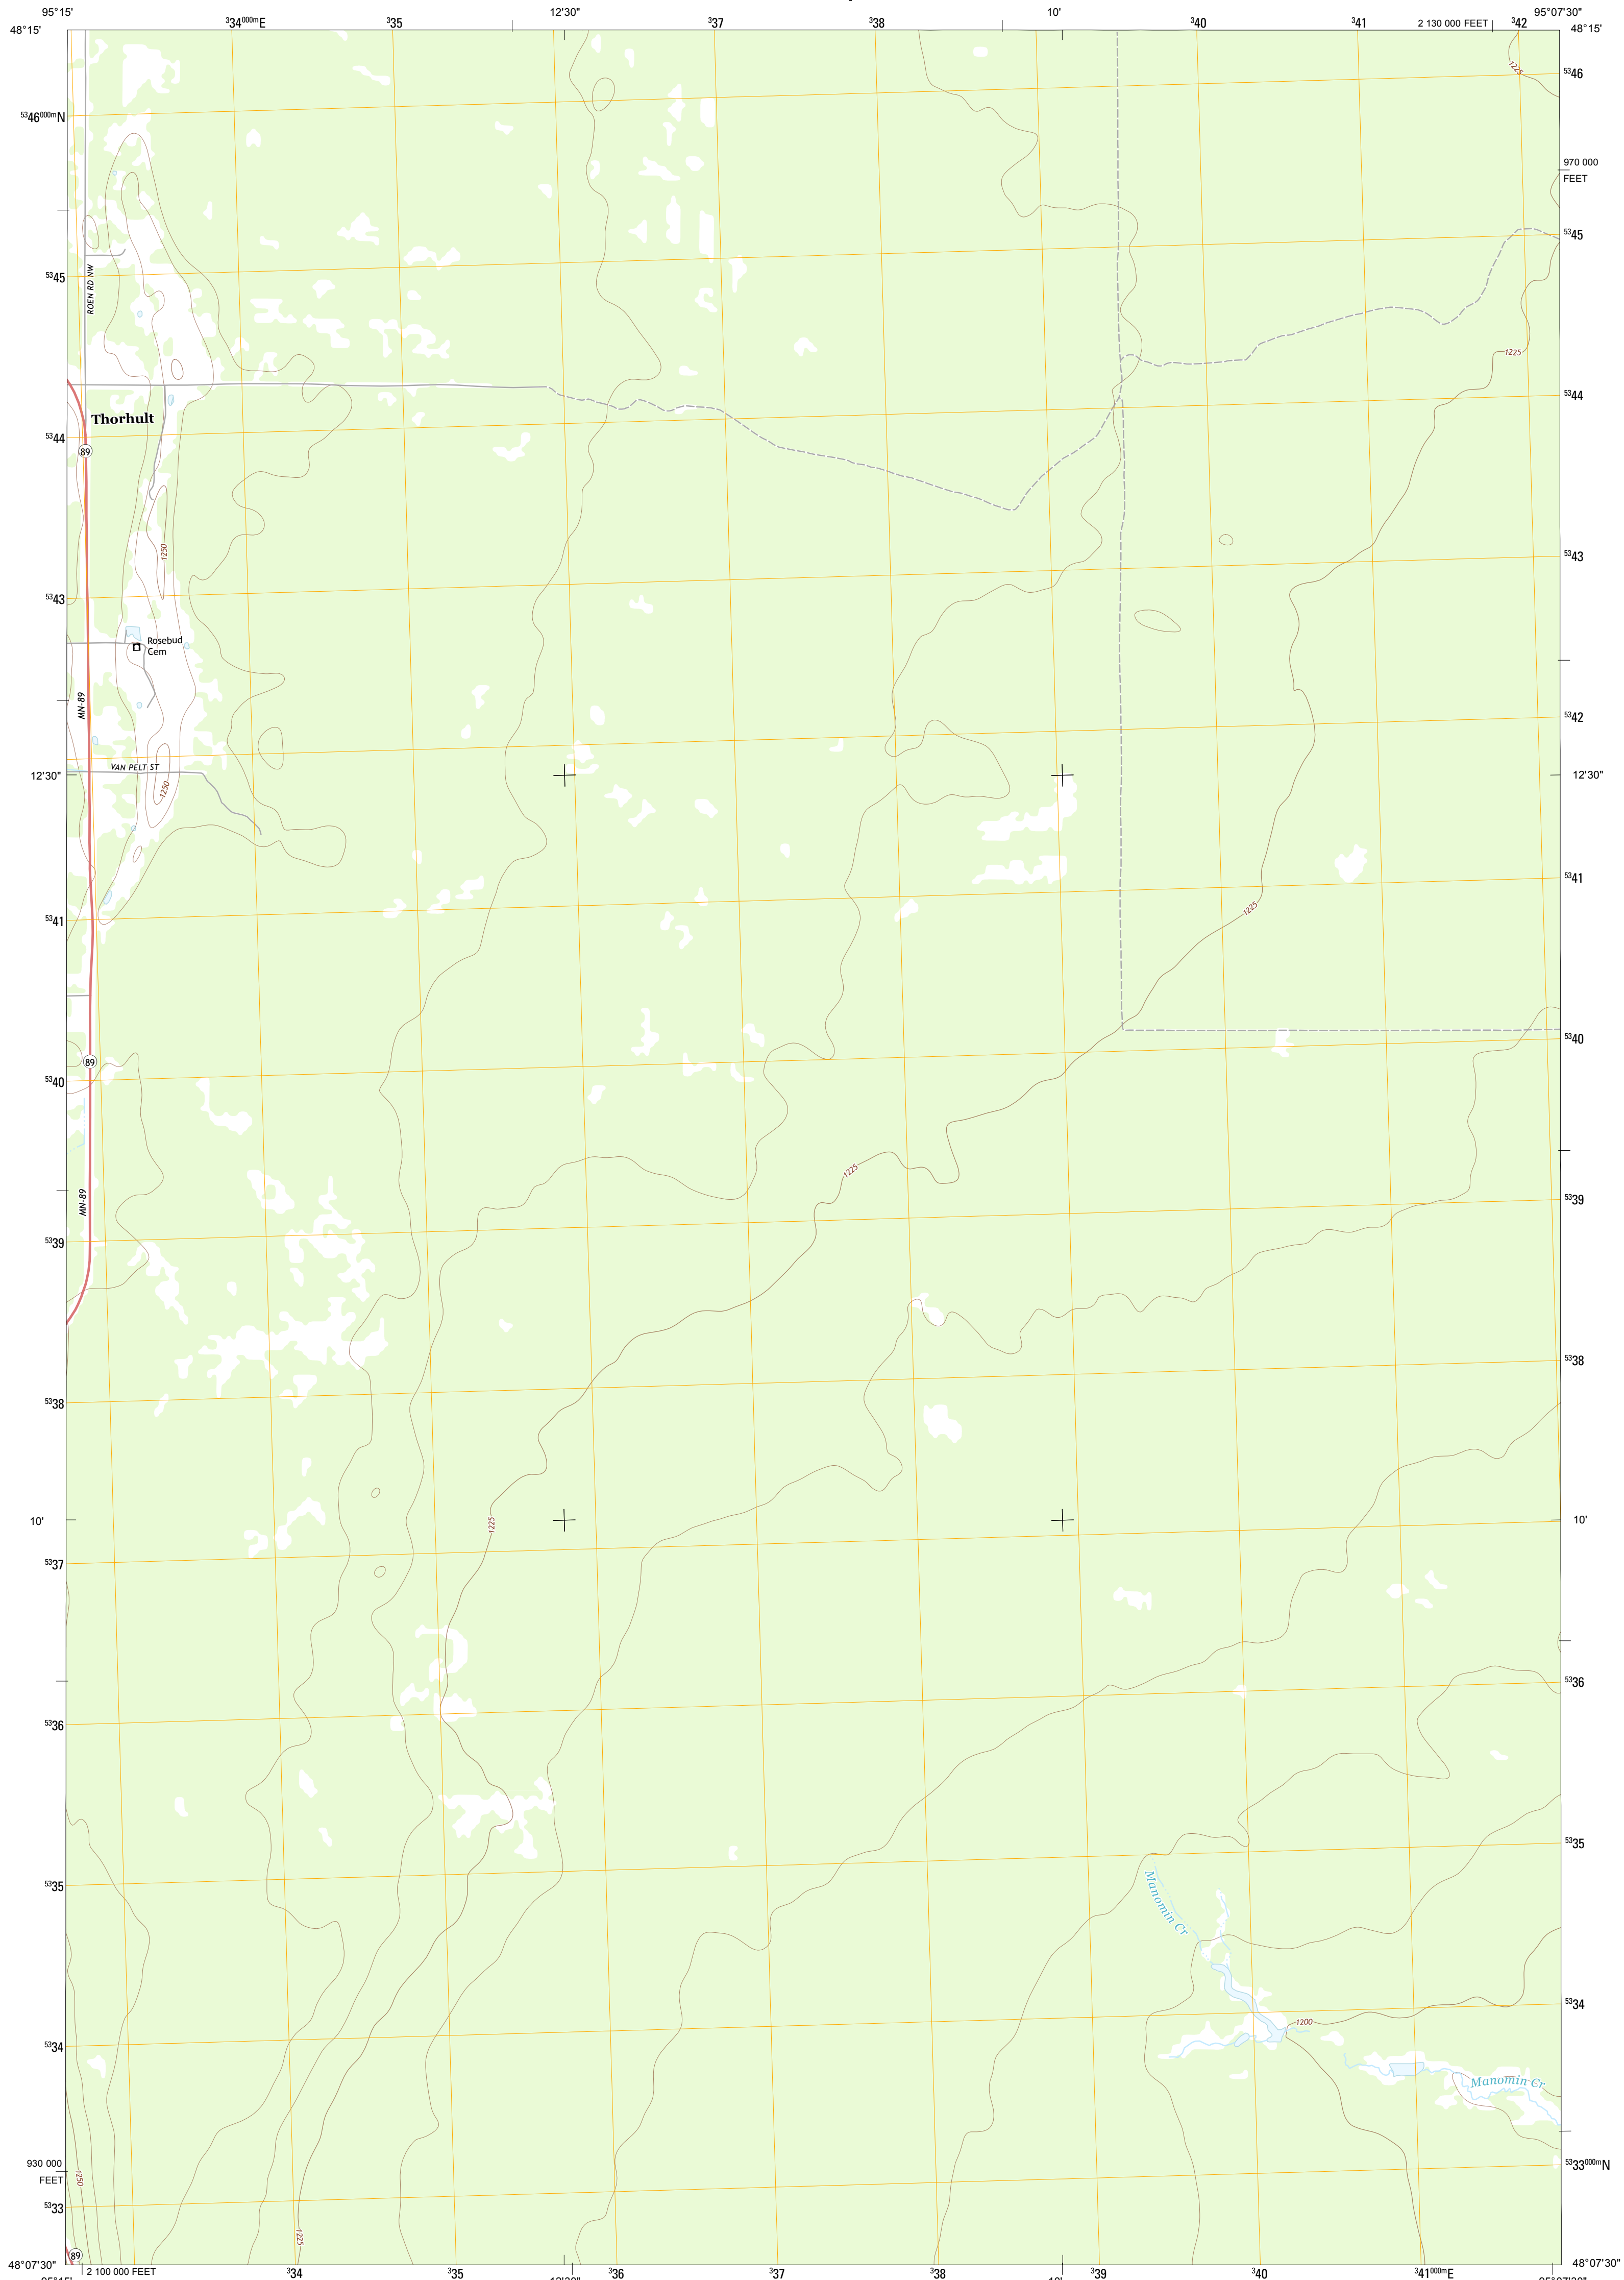 95°15' 12'30" 10' 95°07'30"
³34⁰⁰⁰ᵐE ³35 ³37 ³38 ³40 ³41 2 130 000 FEET ³42
48°15' 48°15'
1225
⁵³46
⁵³46⁰⁰⁰ᵐN
970 000
FEET
⁵³45
⁵³45
ROEN RD NW
1225
⁵³44
Thorhult
⁵³44
89
1250
⁵³43
⁵³43
Rosebud
Cem
MN-89
⁵³42
VAN PELT ST
12'30" 12'30"
1250
⁵³41
1225
⁵³41
⁵³40
89
⁵³40
1225
MN-89
⁵³39
⁵³39
⁵³38
⁵³38
10' 10'
1225
⁵³37
⁵³36
⁵³36
⁵³35
⁵³35
Manomin Cr
⁵³34
1200
⁵³34
Manomin Cr
930 000
FEET
⁵³33⁰⁰⁰ᵐN
1250
⁵³33
1225
89
48°07'30" 48°07'30"
2 100 000 FEET ³34 ³35 ³36 ³37 ³38 ³39 ³40 ³41⁰⁰⁰ᵐE